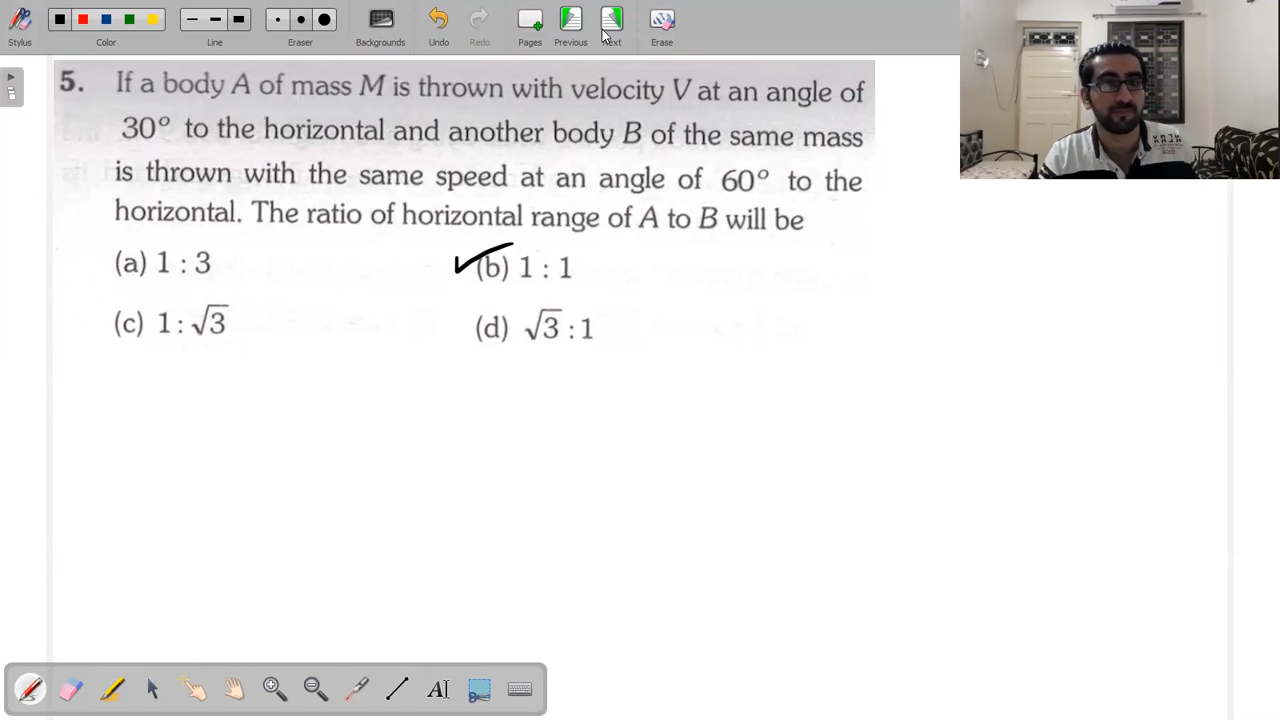 Stylus
Color
Line
Eraser
Backgrounds
Undo
Redo
Pages
Previous
Next
Erase
5. If a body A of mass M is thrown with velocity V at an angle of
30° to the horizontal and another body B of the same mass
is thrown with the same speed at an angle of 60° to the
horizontal. The ratio of horizontal range of A to B will be
(a) 1 : 3
(b) 1 : 1
(c) 1 : √3
(d) √3 : 1